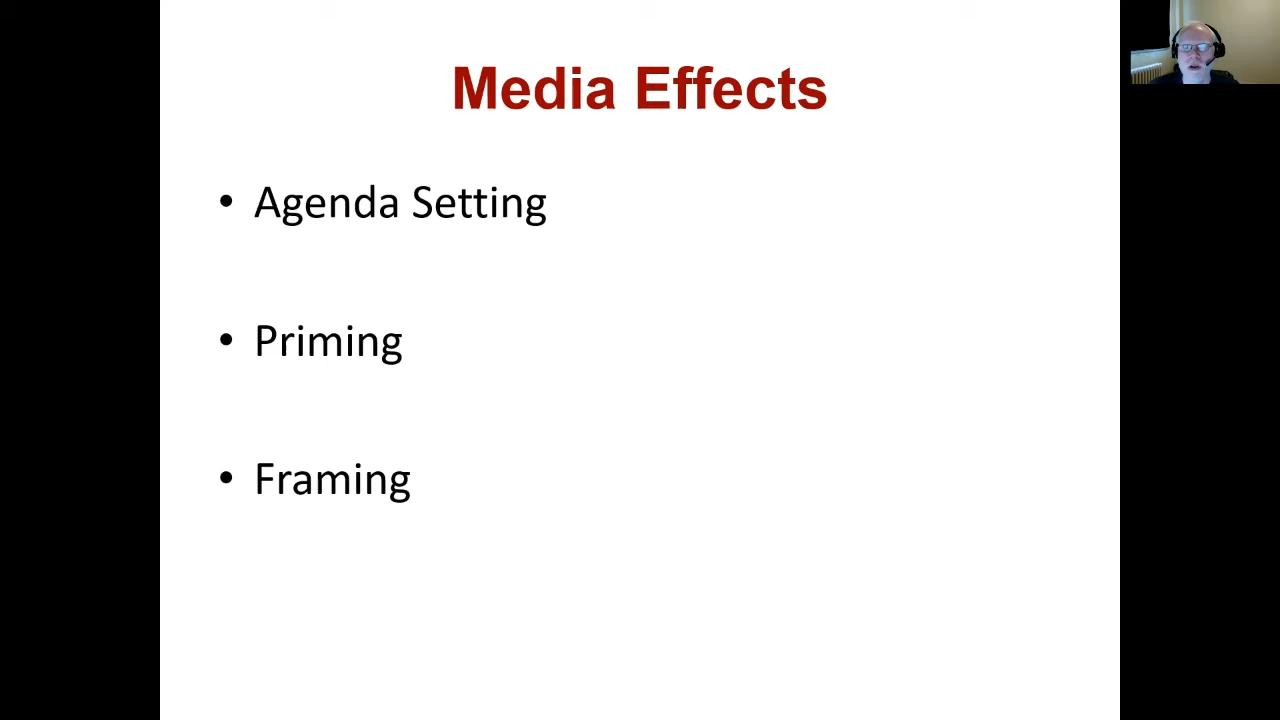 Media Effects
• Agenda Setting
• Priming
• Framing